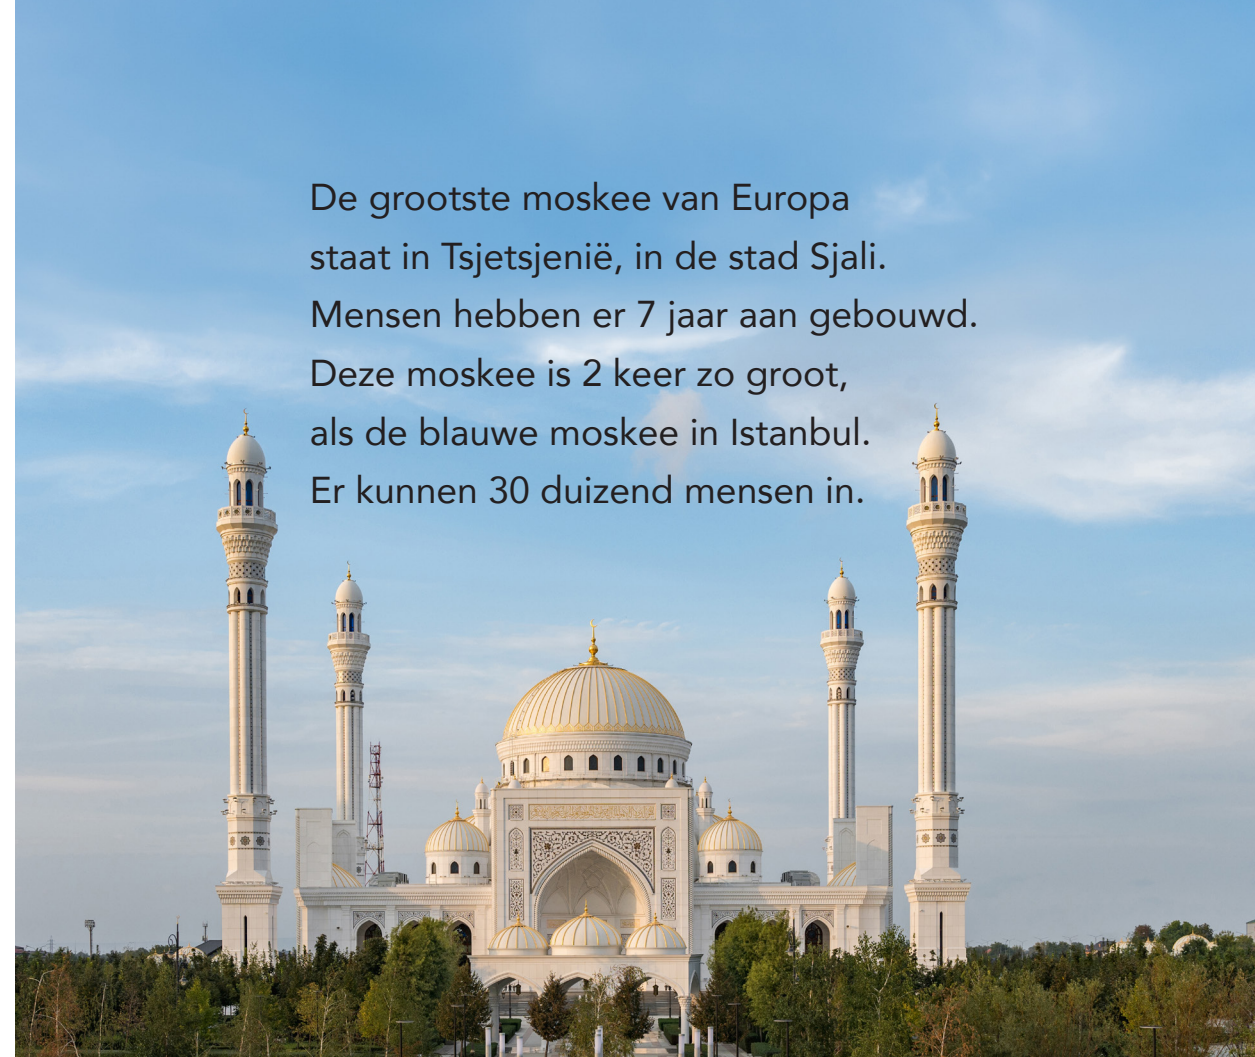 De grootste moskee van Europa
staat in Tsjetsjenië, in de stad Sjali.
Mensen hebben er 7 jaar aan gebouwd.
Deze moskee is 2 keer zo groot,
als de blauwe moskee in Istanbul.
Er kunnen 30 duizend mensen in.